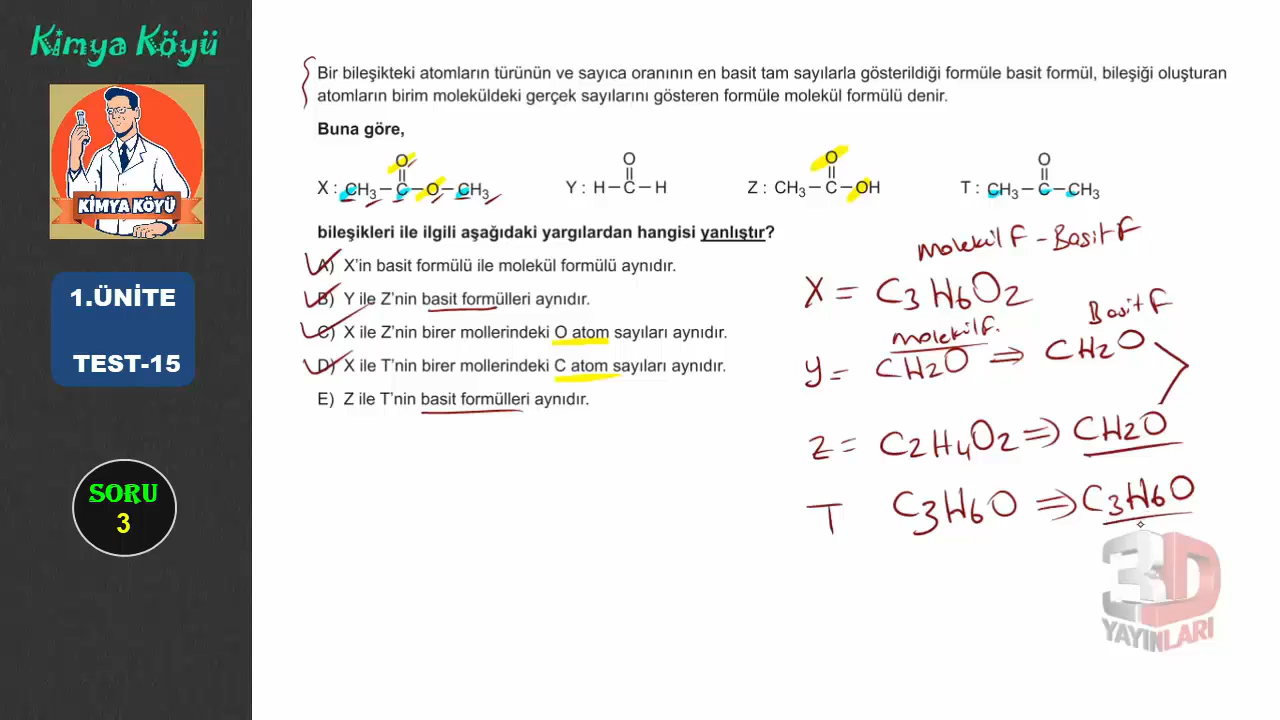 Kimya Köyü
KİMYA KÖYÜ
1.ÜNİTE
TEST-15
SORU
3
Bir bileşikteki atomların türünün ve sayıca oranının en basit tam sayılarla gösterildiği formüle basit formül, bileşiği oluşturan
atomların birim moleküldeki gerçek sayılarını gösteren formüle molekül formülü denir.
Buna göre,
O
X : CH3 – C – O – CH3
O
Y : H – C – H
O
Z : CH3 – C – OH
O
T : CH3 – C – CH3
bileşikleri ile ilgili aşağıdaki yargılardan hangisi yanlıştır?
A) X'in basit formülü ile molekül formülü aynıdır.
B) Y ile Z'nin basit formülleri aynıdır.
C) X ile Z'nin birer mollerindeki O atom sayıları aynıdır.
D) X ile T'nin birer mollerindeki C atom sayıları aynıdır.
E) Z ile T'nin basit formülleri aynıdır.
molekül F - Basit F
X = C3H6O2
molekül F. Basit F
Y = CH2O ⇒ CH2O
Z = C2H4O2 ⇒ CH2O
T C3H6O ⇒ C3H6O
3D
YAYINLARI